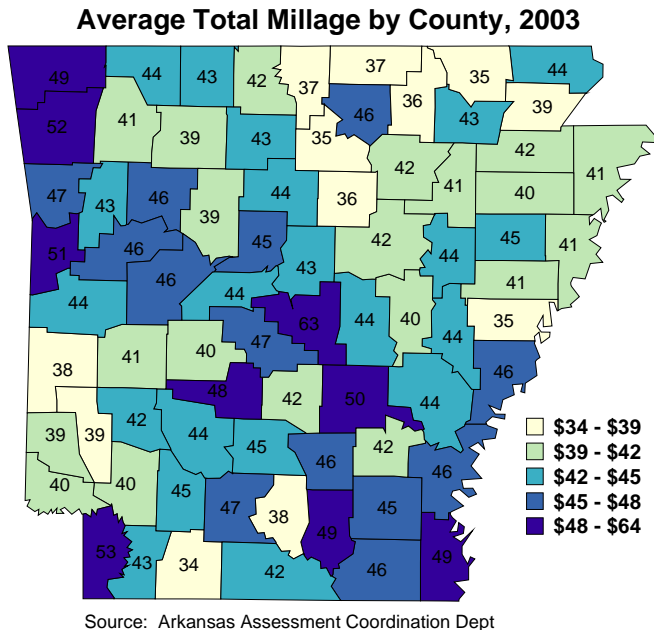 Average Total Millage by County, 2003
37
49 44 43 42 37 35 44
36
46 39
52 41 39 43 35 43
42 42 41
47 46 44 36 41 40
43 39
51 46 45 42 44 45 41
46 43
44 44 41
63 44 40 44 35
47
38 41 40 46
48 42 50 44
39 39 42 44 45 46 42 46
40 40 45 47 38 45
53 43 34 42 49 46 49
$34 - $39
$39 - $42
$42 - $45
$45 - $48
$48 - $64
Source: Arkansas Assessment Coordination Dept